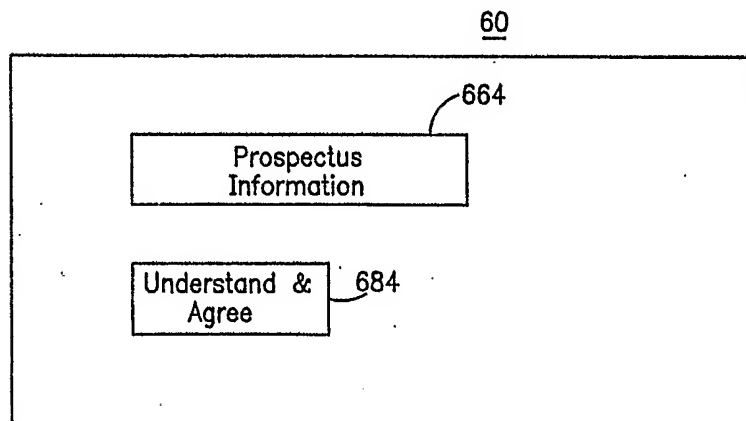 60
664
Prospectus
Information
Understand &
Agree
684